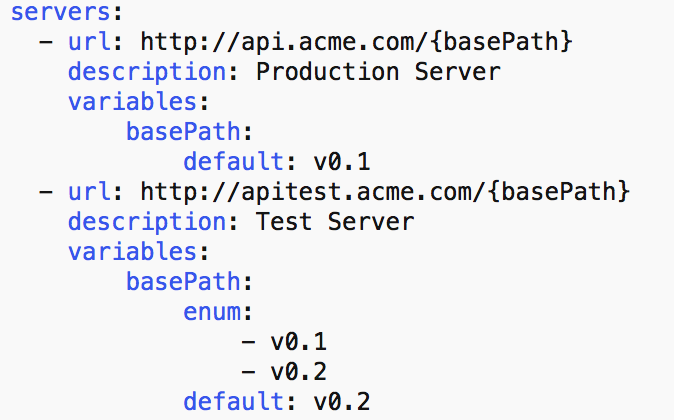 servers:
  - url: http://api.acme.com/{basePath}
    description: Production Server
    variables:
        basePath:
            default: v0.1
  - url: http://apitest.acme.com/{basePath}
    description: Test Server
    variables:
        basePath:
            enum:
                - v0.1
                - v0.2
            default: v0.2